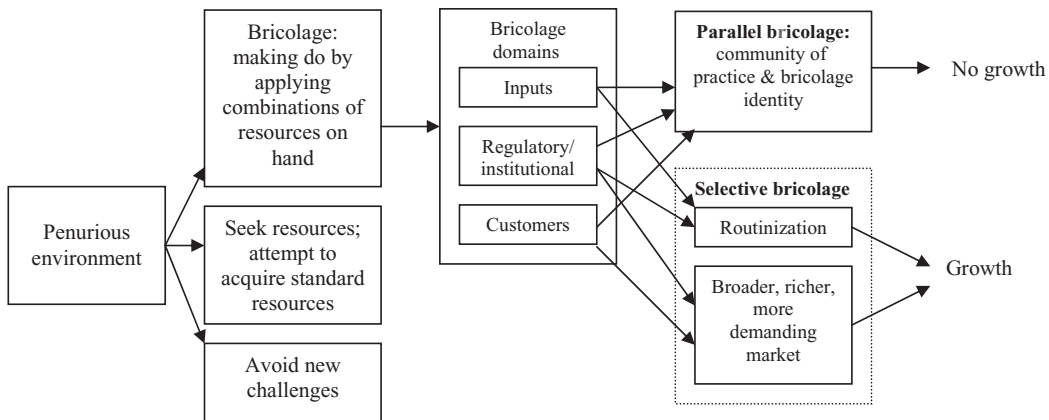 Penurious
environment
Bricolage:
making do by
applying
combinations of
resources on
hand
Seek resources;
attempt to
acquire standard
resources
Avoid new
challenges
Bricolage
domains
Inputs
Regulatory/
institutional
Customers
Parallel bricolage:
community of
practice & bricolage
identity
No growth
Selective bricolage
Routinization
Broader, richer,
more
demanding
market
Growth